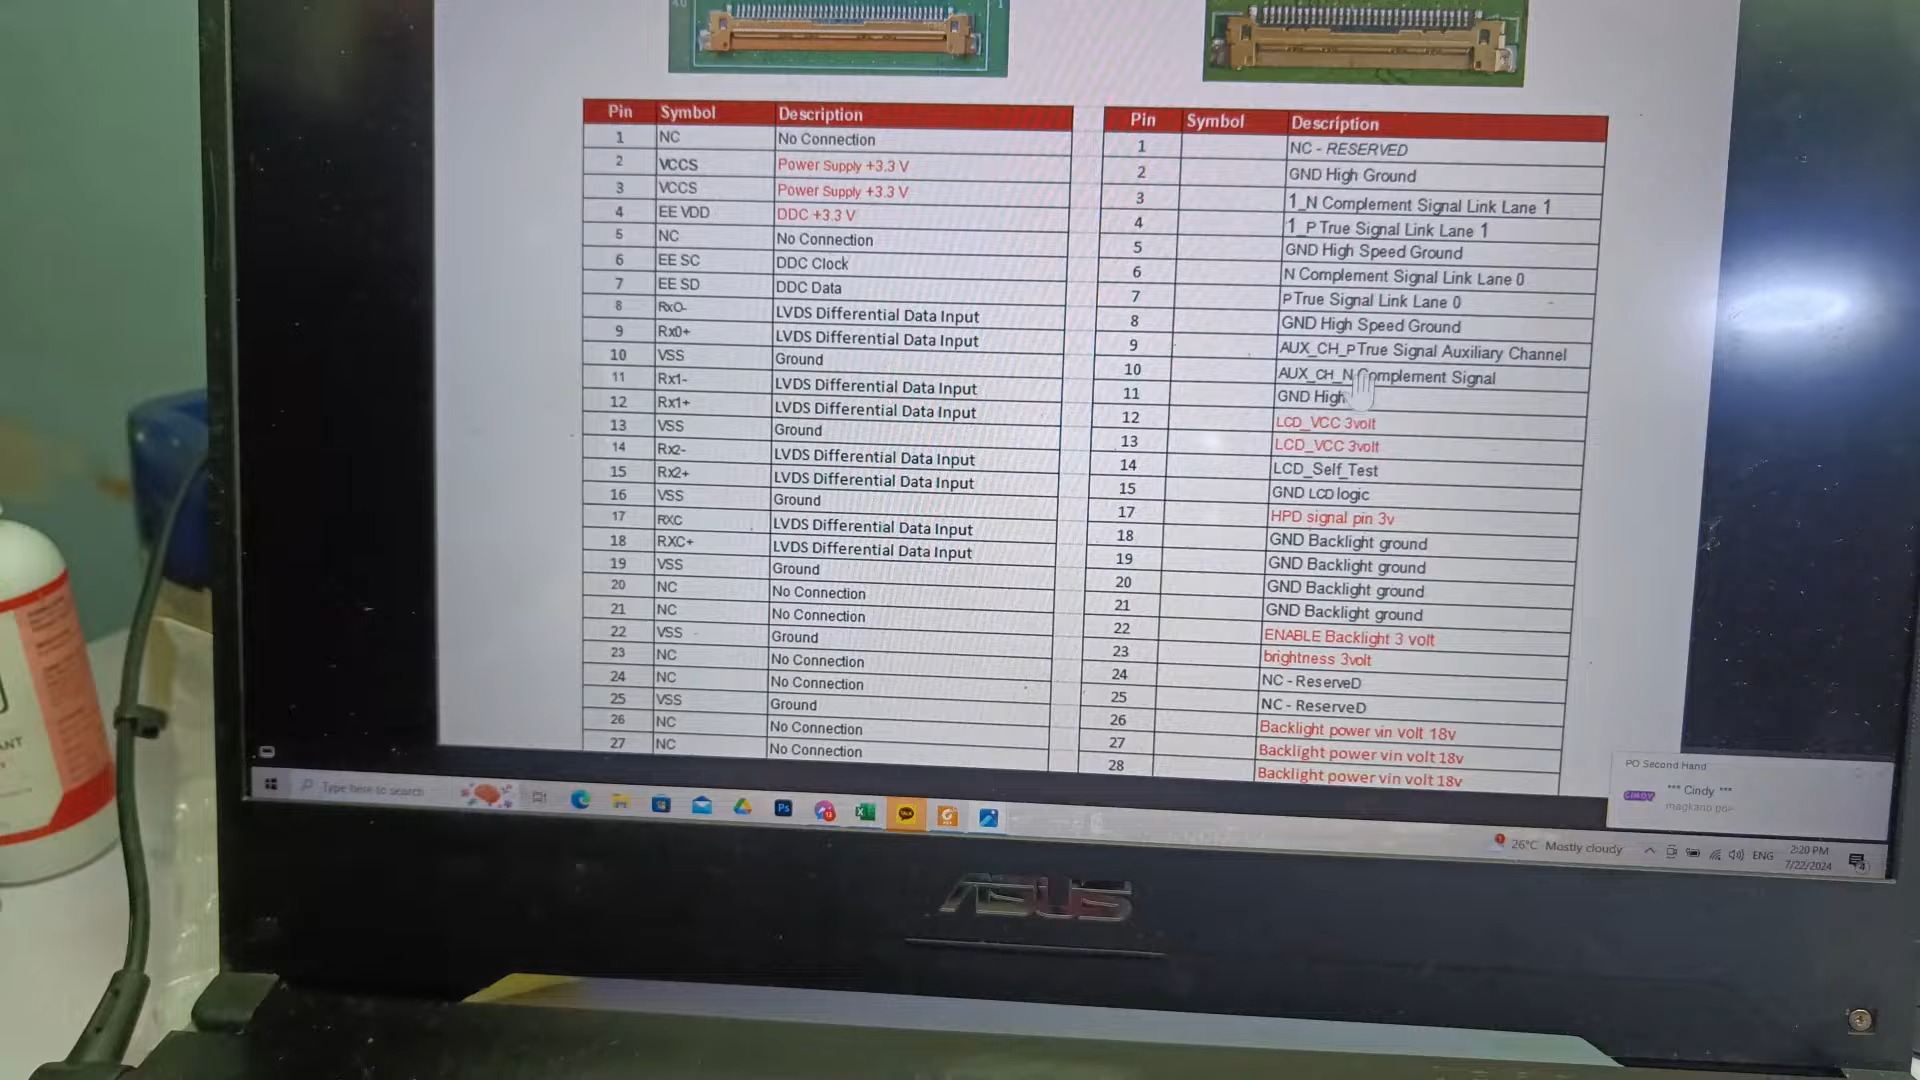 40 1
Pin Symbol Description
1 NC No Connection
2 VCCS Power Supply +3.3 V
3 VCCS Power Supply +3.3 V
4 EE VDD DDC +3.3 V
5 NC No Connection
6 EE SC DDC Clock
7 EE SD DDC Data
8 RxO- LVDS Differential Data Input
9 Rx0+ LVDS Differential Data Input
10 VSS Ground
11 Rx1- LVDS Differential Data Input
12 Rx1+ LVDS Differential Data Input
13 VSS Ground
14 Rx2- LVDS Differential Data Input
15 Rx2+ LVDS Differential Data Input
16 VSS Ground
17 RXC LVDS Differential Data Input
18 RXC+ LVDS Differential Data Input
19 VSS Ground
20 NC No Connection
21 NC No Connection
22 VSS Ground
23 NC No Connection
24 NC No Connection
25 VSS Ground
26 NC No Connection
27 NC No Connection
Pin Symbol Description
1 NC - RESERVED
2 GND High Ground
3 1_N Complement Signal Link Lane 1
4 1_P True Signal Link Lane 1
5 GND High Speed Ground
6 N Complement Signal Link Lane 0
7 P True Signal Link Lane 0
8 GND High Speed Ground
9 AUX_CH_P True Signal Auxiliary Channel
10 AUX_CH_N Complement Signal
11 GND High
12 LCD_VCC 3volt
13 LCD_VCC 3volt
14 LCD_Self_Test
15 GND LCD logic
17 HPD signal pin 3v
18 GND Backlight ground
19 GND Backlight ground
20 GND Backlight ground
21 GND Backlight ground
22 ENABLE Backlight 3 volt
23 brightness 3volt
24 NC - ReserveD
25 NC - ReserveD
26 Backlight power vin volt 18v
27 Backlight power vin volt 18v
28 Backlight power vin volt 18v
PO Second Hand
CINDY *** Cindy ***
magkano po
Type here to search
Ps
TALK
26°C Mostly cloudy
ENG
2:20 PM
7/22/2024
ASUS
ANT